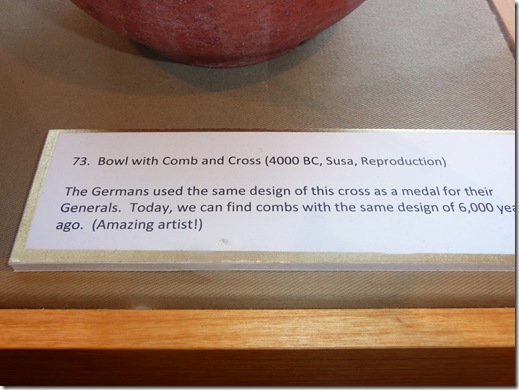 73. Bowl with Comb and Cross (4000 BC, Susa, Reproduction)
The Germans used the same design of this cross as a medal for their
Generals. Today, we can find combs with the same design of 6,000
ago. (Amazing artist!)